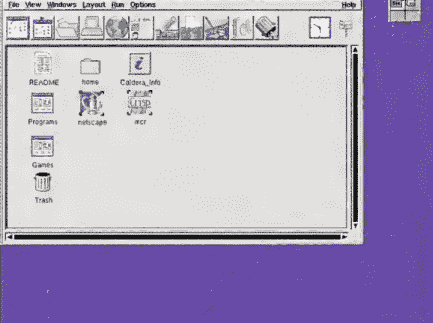 File View Windows Layout Run Options Help
README home Caldera_Info
Programs netscape mcr
Games
Trash